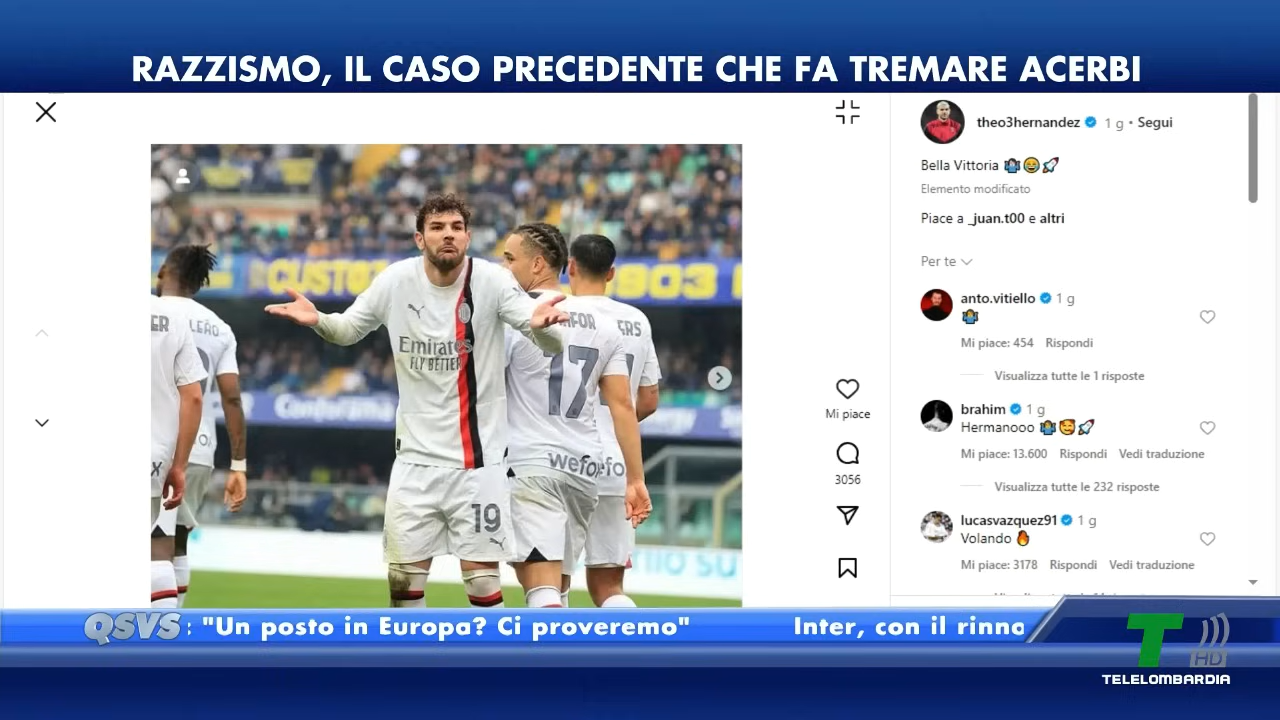 RAZZISMO, IL CASO PRECEDENTE CHE FA TREMARE ACERBI
theo3hernandez 1 g • Segui
Bella Vittoria 🤷🏽‍♂️😂🚀
Elemento modificato
Piace a _juan.t00 e altri
Per te
anto.vitiello 1 g
🤷🏽‍♂️
Mi piace: 454 Rispondi
Visualizza tutte le 1 risposte
brahim 1 g
Hermanooo 🤷🏽‍♂️🥰🚀
Mi piace: 13.600 Rispondi Vedi traduzione
Visualizza tutte le 232 risposte
lucasvazquez91 1 g
Volando 🔥
Mi piace: 3178 Rispondi Vedi traduzione
Mi piace
3056
CUSTO
1903
ER
LEÃO
Emirates
FLY BETTER
17
19
wefox
QSVS : "Un posto in Europa? Ci proveremo" Inter, con il rinno
T HD
TELELOMBARDIA